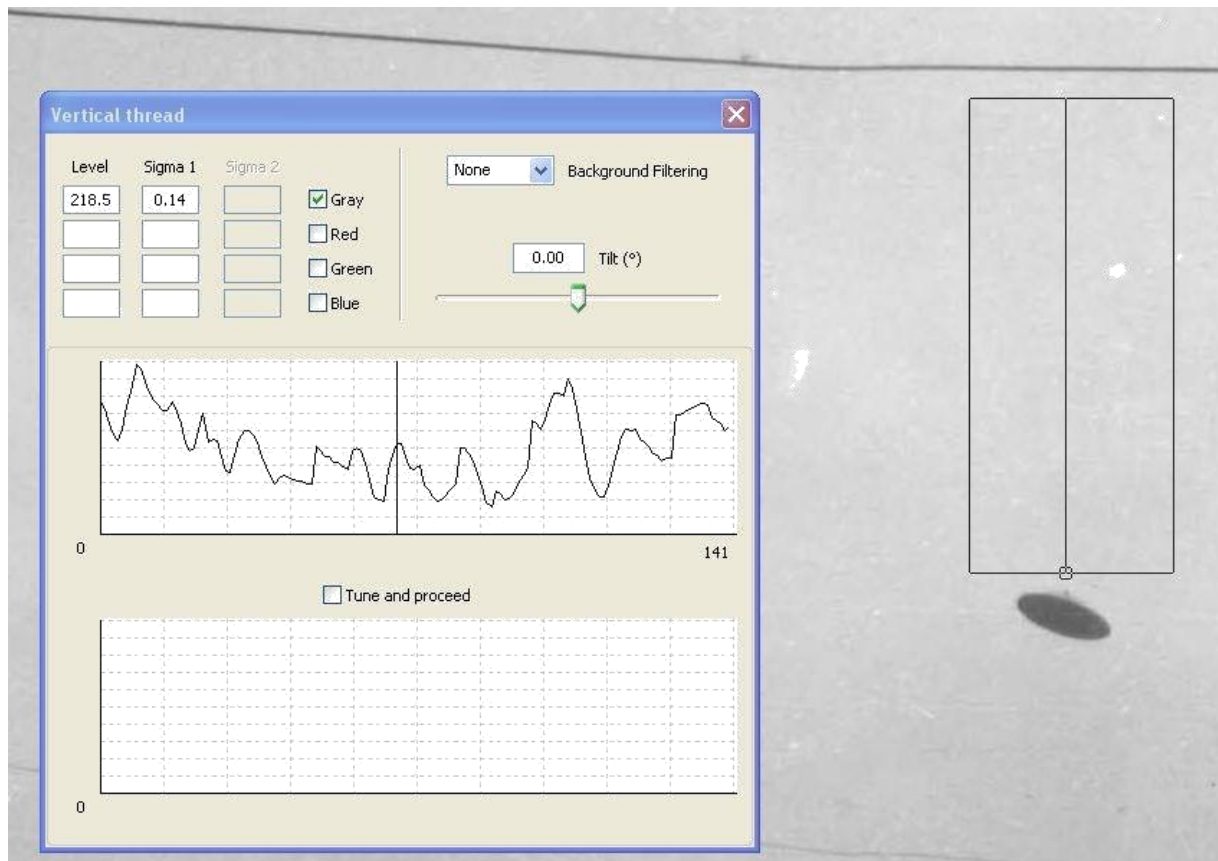 Vertical thread
Level Sigma 1 Sigma 2
None Background Filtering
218.5 0.14 Gray
Red
0.00 Tilt (°)
Green
Blue
0
141
Tune and proceed
0